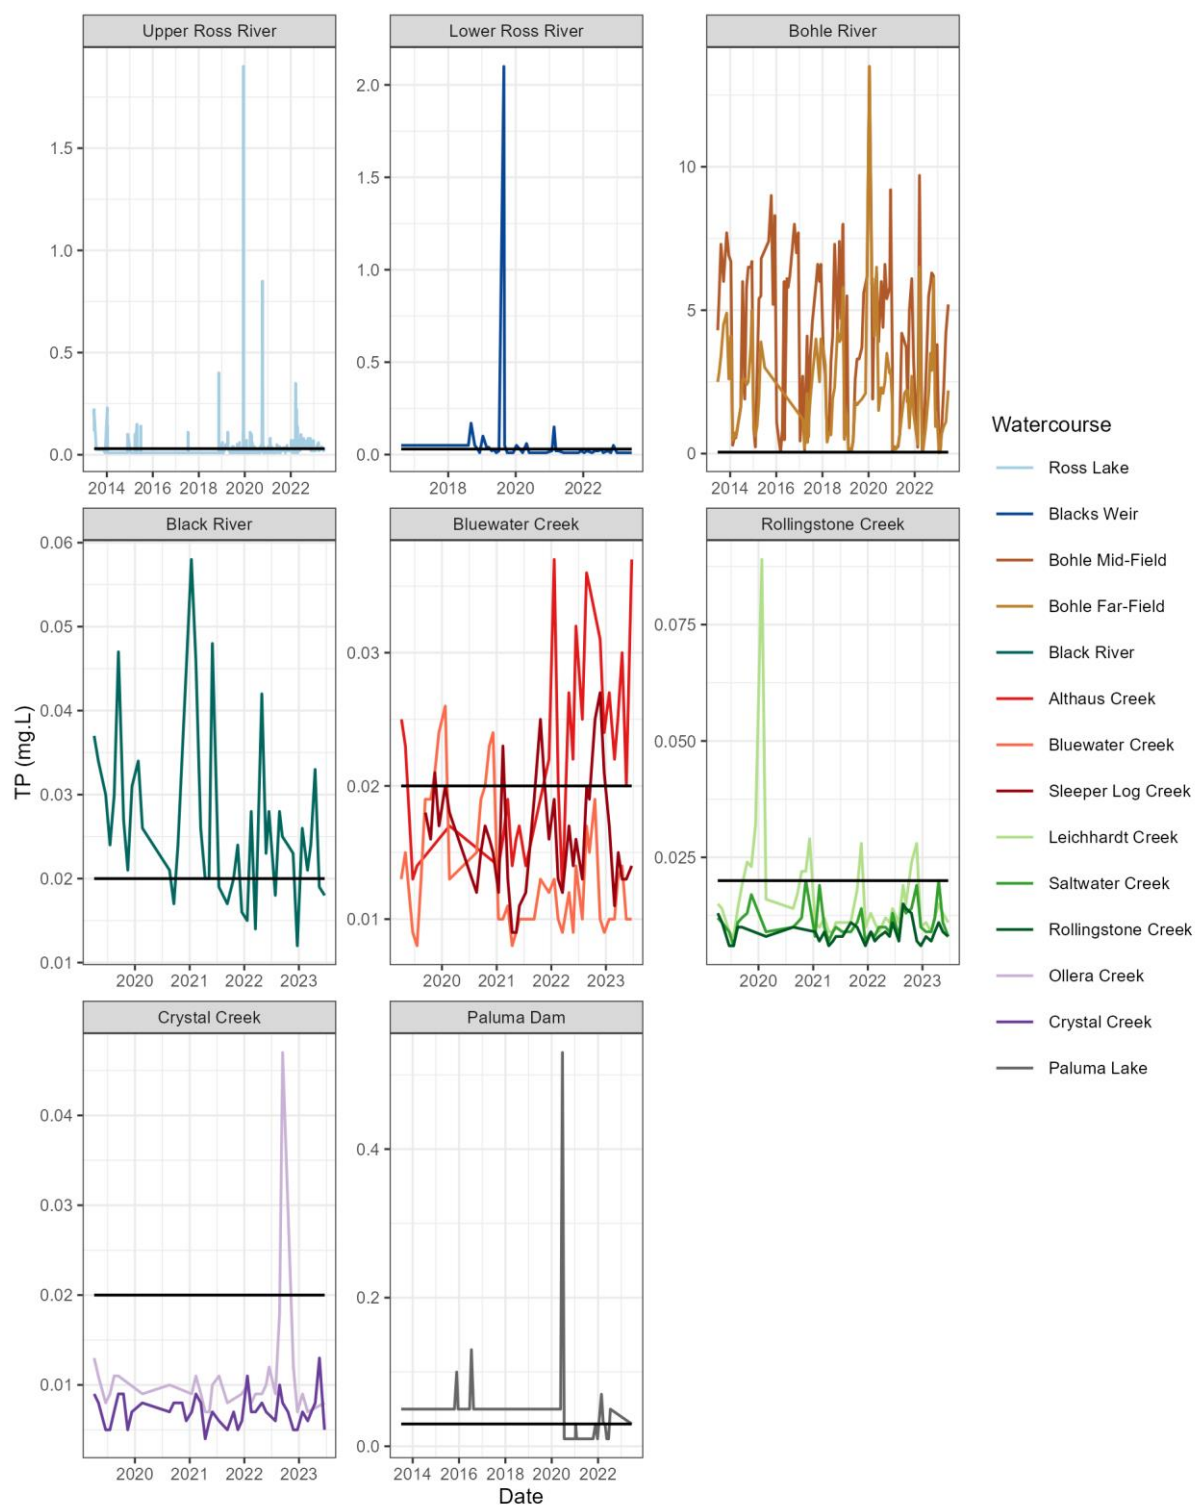 Upper Ross River
Lower Ross River
Bohle River
1.5
1.0
0.5
0.0
2014 2016 2018 2020 2022
2.0
1.5
1.0
0.5
0.0
2018 2020 2022
10
5
0
2014 2016 2018 2020 2022
Black River
Bluewater Creek
Rollingstone Creek
TP (mg.L)
0.06
0.05
0.04
0.03
0.02
0.01
2020 2021 2022 2023
0.03
0.02
0.01
2020 2021 2022 2023
0.075
0.050
0.025
2020 2021 2022 2023
Crystal Creek
Paluma Dam
0.04
0.03
0.02
0.01
2020 2021 2022 2023
0.4
0.2
0.0
2014 2016 2018 2020 2022
Date
Watercourse
Ross Lake
Blacks Weir
Bohle Mid-Field
Bohle Far-Field
Black River
Althaus Creek
Bluewater Creek
Sleeper Log Creek
Leichhardt Creek
Saltwater Creek
Rollingstone Creek
Ollera Creek
Crystal Creek
Paluma Lake